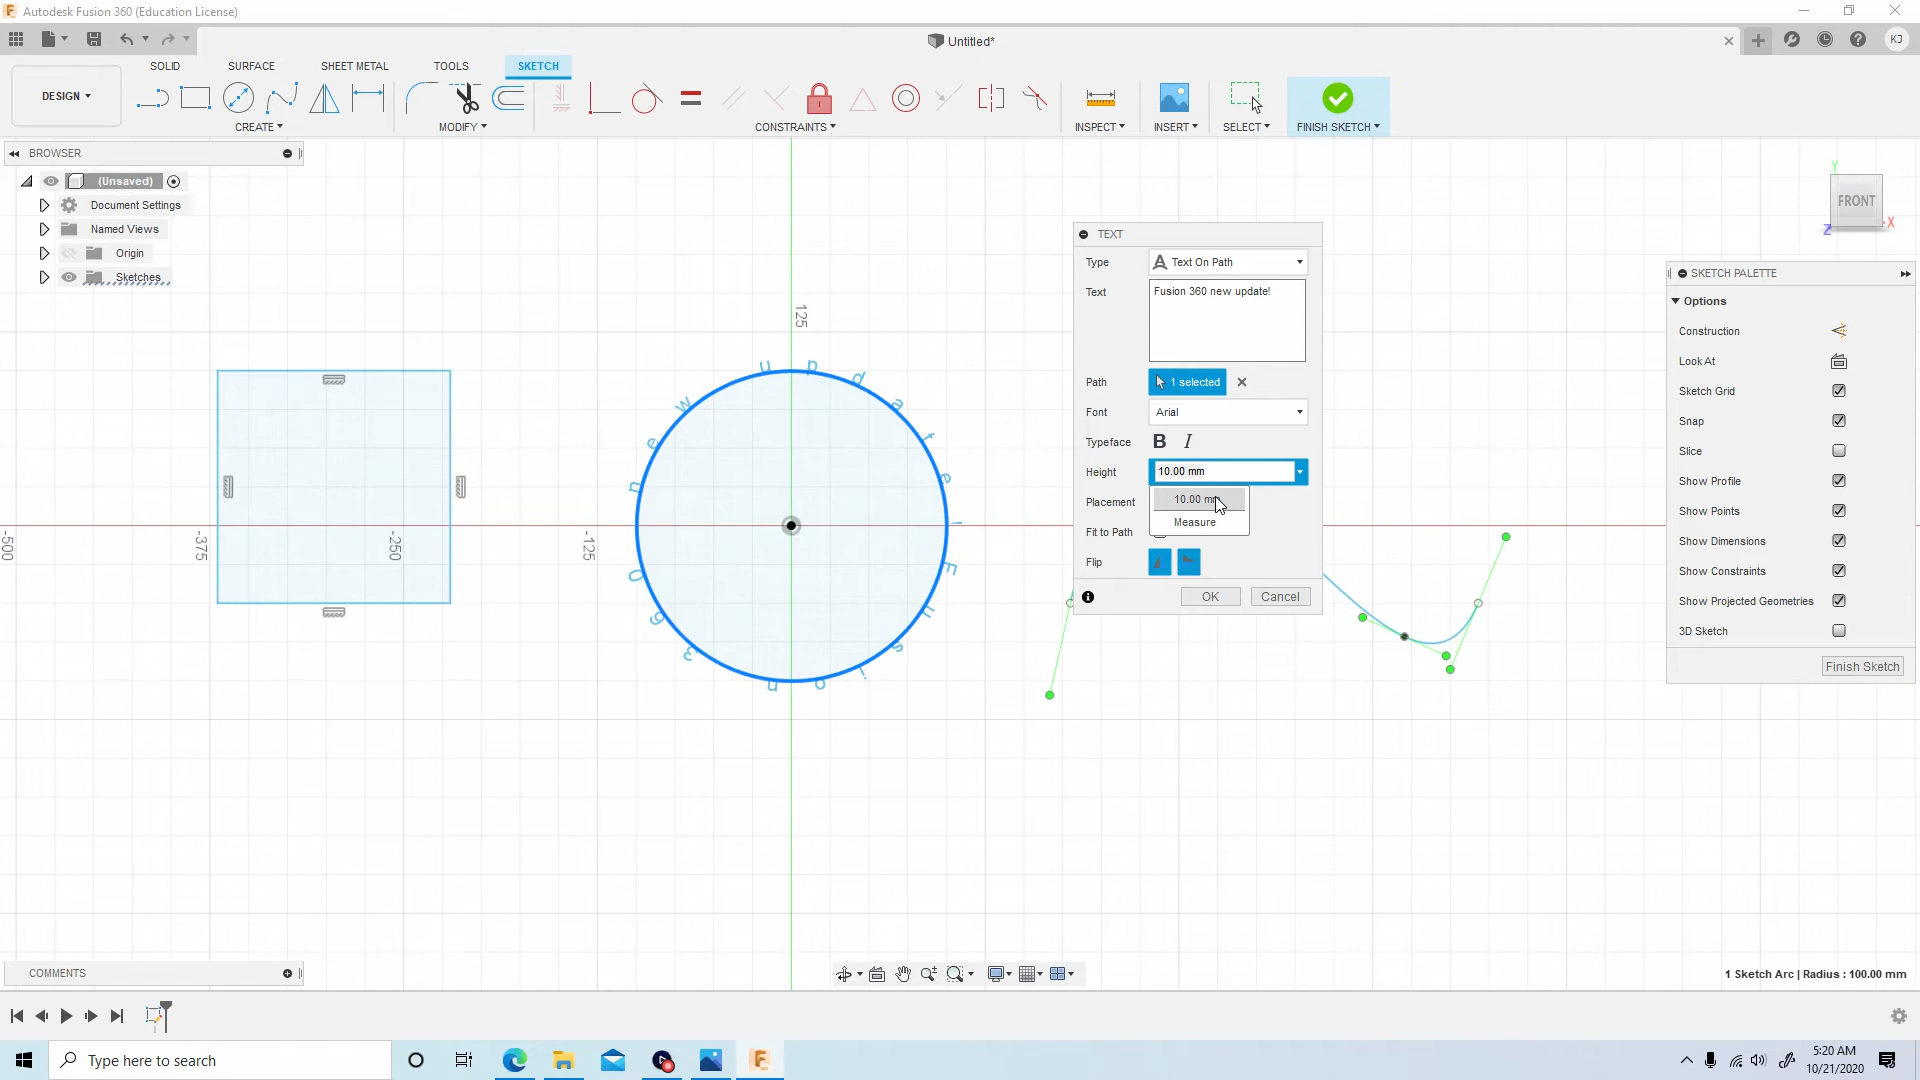 Autodesk Fusion 360 (Education License)
Untitled*
KJ
DESIGN
SOLID
SURFACE
SHEET METAL
TOOLS
SKETCH
CREATE
MODIFY
CONSTRAINTS
INSPECT
INSERT
SELECT
FINISH SKETCH
BROWSER
(Unsaved)
Document Settings
Named Views
Origin
Sketches
TEXT
Type
Text On Path
Text
Fusion 360 new update!
Path
1 selected
Font
Arial
Typeface
B I
Height
10.00 mm
10.00 mm
Measure
Placement
Fit to Path
Flip
OK
Cancel
125
-500
-375
-250
-125
Fusion 360 new update!
Y
FRONT
Z
-X
SKETCH PALETTE
Options
Construction
Look At
Sketch Grid
Snap
Slice
Show Profile
Show Points
Show Dimensions
Show Constraints
Show Projected Geometries
3D Sketch
Finish Sketch
COMMENTS
1 Sketch Arc | Radius : 100.00 mm
Type here to search
5:20 AM
10/21/2020